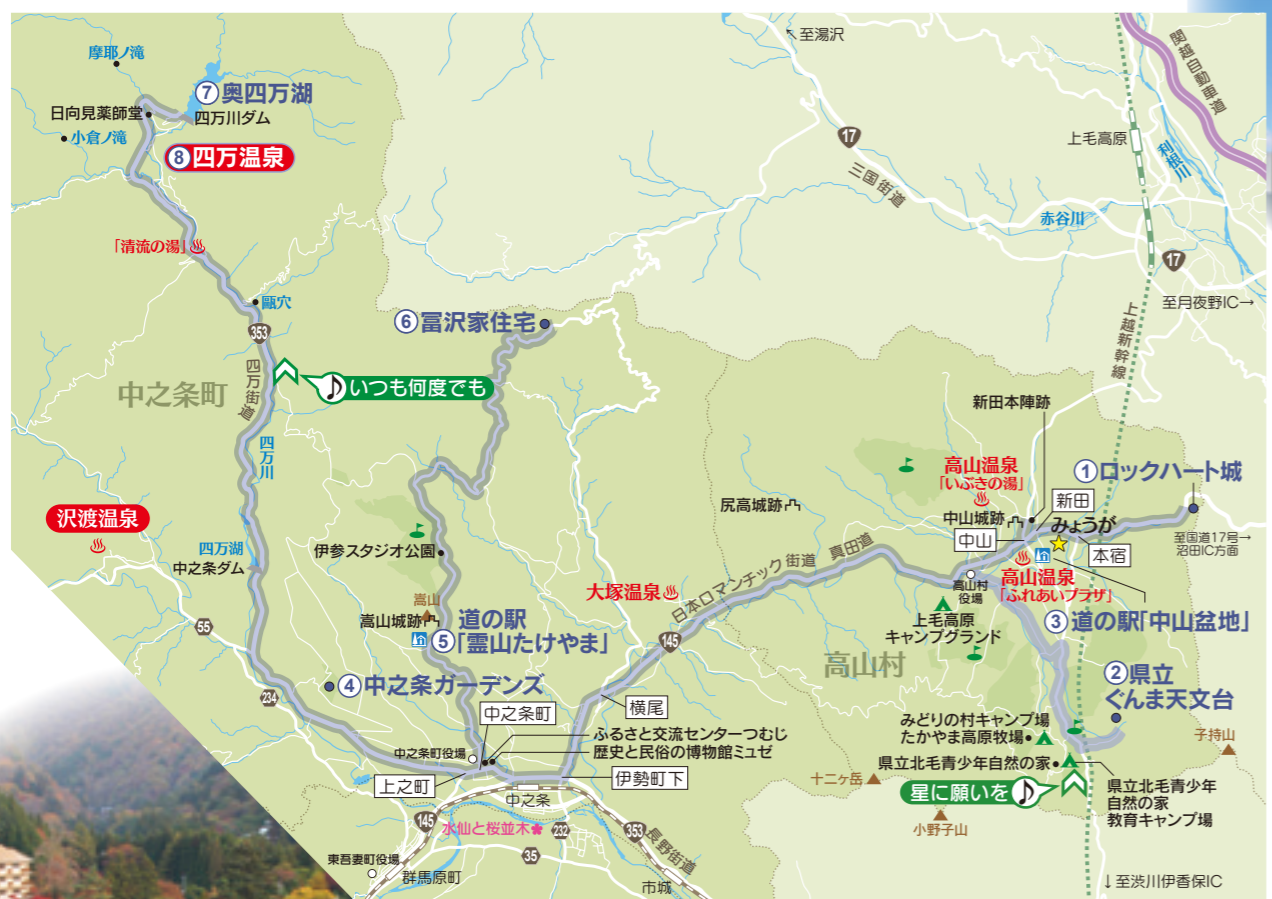 ↖至湯沢
関越自動車道
摩耶ノ滝
⑦奥四万湖
四万川ダム
日向見薬師堂
小倉ノ滝
⑧四万温泉
17
三国街道
上毛高原
利根川
赤谷川
17
至月夜野IC→
上越新幹線
「清流の湯」
甌穴
353
四万街道
⑥冨沢家住宅
♪いつも何度でも
中之条町
四万川
新田本陣跡
①ロックハート城
高山温泉
「いぶきの湯」
新田
尻高城跡
中山城跡
みょうが
中山
本宿
至国道17号→
沼田IC方面
沢渡温泉
四万湖
中之条ダム
伊参スタジオ公園
大塚温泉
日本ロマンチック街道
真田道
高山村
役場
高山温泉
「ふれあいプラザ」
嵩山
嵩山城跡
道の駅
⑤「霊山たけやま」
上毛高原
キャンプグランド
③道の駅「中山盆地」
55
145
高山村
②県立
ぐんま天文台
④中之条ガーデンズ
234
横尾
中之条町
みどりの村キャンプ場
たかやま高原牧場
子持山
ふるさと交流センターつむじ
歴史と民俗の博物館ミュゼ
中之条町役場
県立北毛青少年自然の家
上之町
伊勢町下
十二ヶ岳
星に願いを♪
県立北毛青少年
自然の家
教育キャンプ場
中之条
小野子山
145
水仙と桜並木
232
353
長野街道
35
東吾妻町役場
群馬原町
市城
↓至渋川伊香保IC